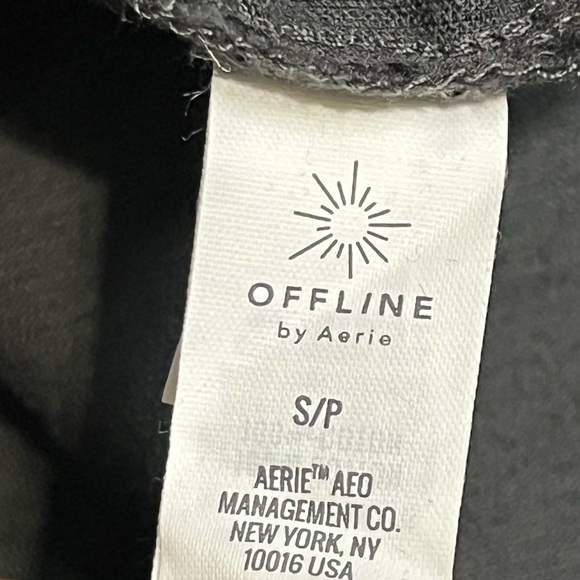 OFFLINE
by Aerie
S/P
AERIE™ AEO
MANAGEMENT CO.
NEW YORK, NY
10016 USA